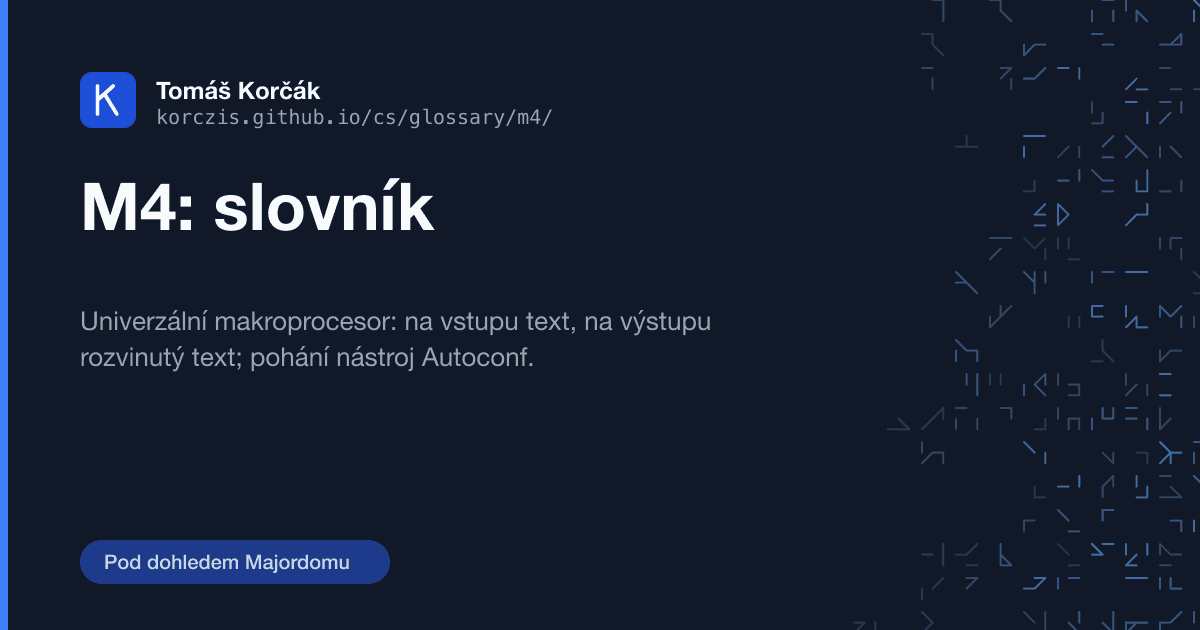 K
Tomáš Korčák
korczis.github.io/cs/glossary/m4/
M4: slovník
Univerzální makroprocesor: na vstupu text, na výstupu
rozvinutý text; pohání nástroj Autoconf.
Pod dohledem Majordomu